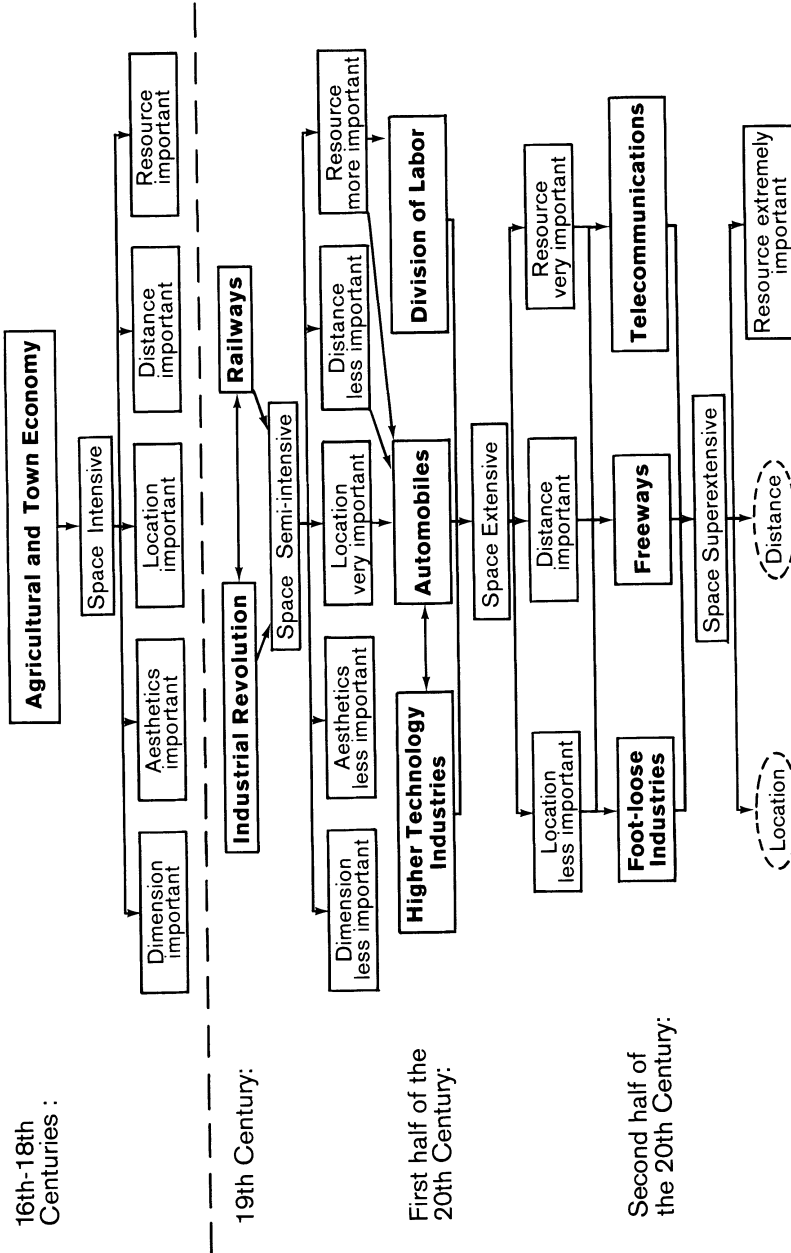 16th-18th
Centuries :
Agricultural and Town Economy
Space Intensive
Dimension
important
Aesthetics
important
Location
important
Distance
important
Resource
important
19th Century:
Industrial Revolution
Railways
Space Semi-intensive
Dimension
less important
Aesthetics
less important
Location
very important
Distance
less important
Resource
more important
First half of the
20th Century:
Higher Technology
Industries
Automobiles
Division of Labor
Space Extensive
Location
less important
Distance
important
Resource
very important
Second half of
the 20th Century:
Foot-loose
Industries
Freeways
Telecommunications
Space Superextensive
Location
Distance
Resource extremely
important